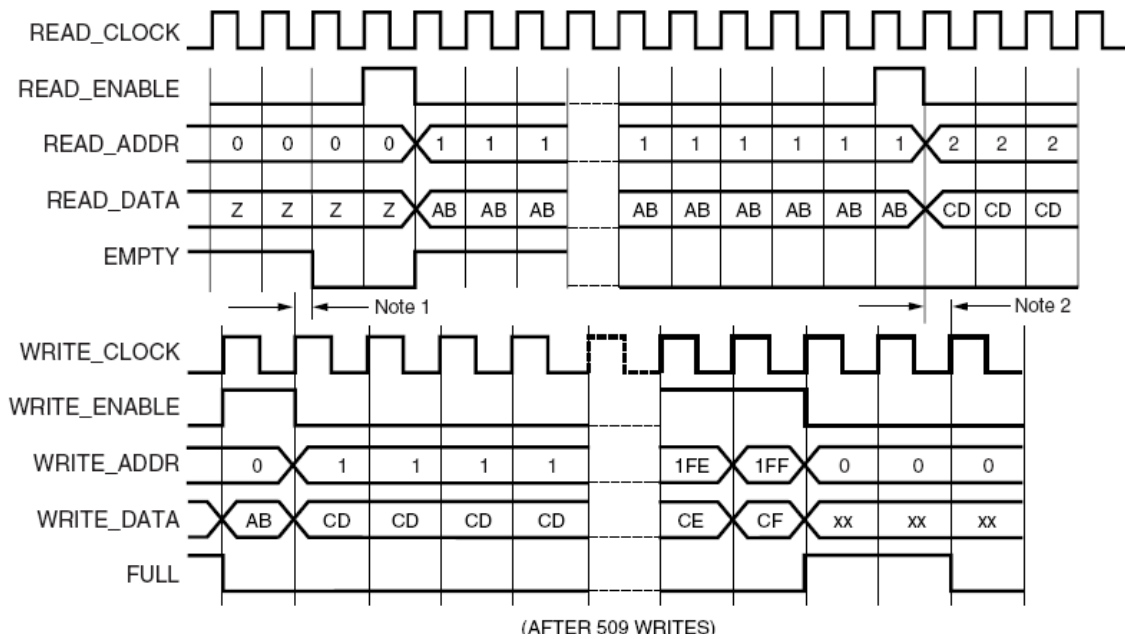 READ_CLOCK
READ_ENABLE
READ_ADDR 0 0 0 0 1 1 1 1 1 1 1 1 1 2 2 2
READ_DATA Z Z Z Z AB AB AB AB AB AB AB AB AB CD CD CD
EMPTY
Note 1 Note 2
WRITE_CLOCK
WRITE_ENABLE
WRITE_ADDR 0 1 1 1 1 1FE 1FF 0 0 0
WRITE_DATA AB CD CD CD CD CE CF xx xx xx
FULL
(AFTER 509 WRITES)